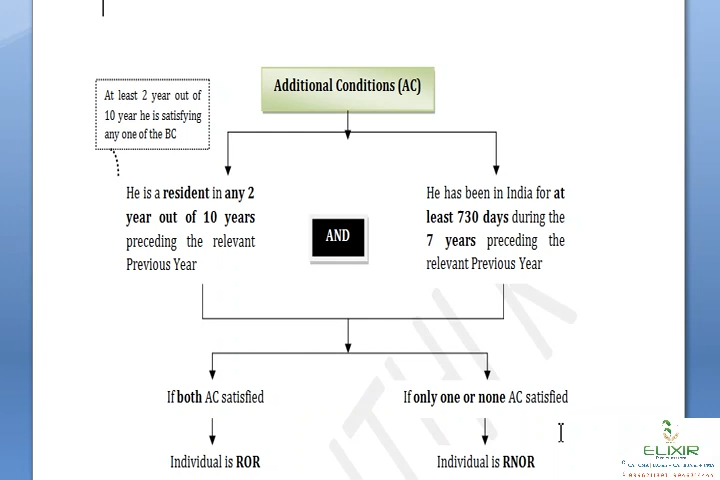 Additional Conditions (AC)
At least 2 year out of
10 year he is satisfying
any one of the BC
He is a resident in any 2
year out of 10 years
preceding the relevant
Previous Year
AND
He has been in India for at
least 730 days during the
7 years preceding the
relevant Previous Year
If both AC satisfied
If only one or none AC satisfied
Individual is ROR
Individual is RNOR
ELIXIR